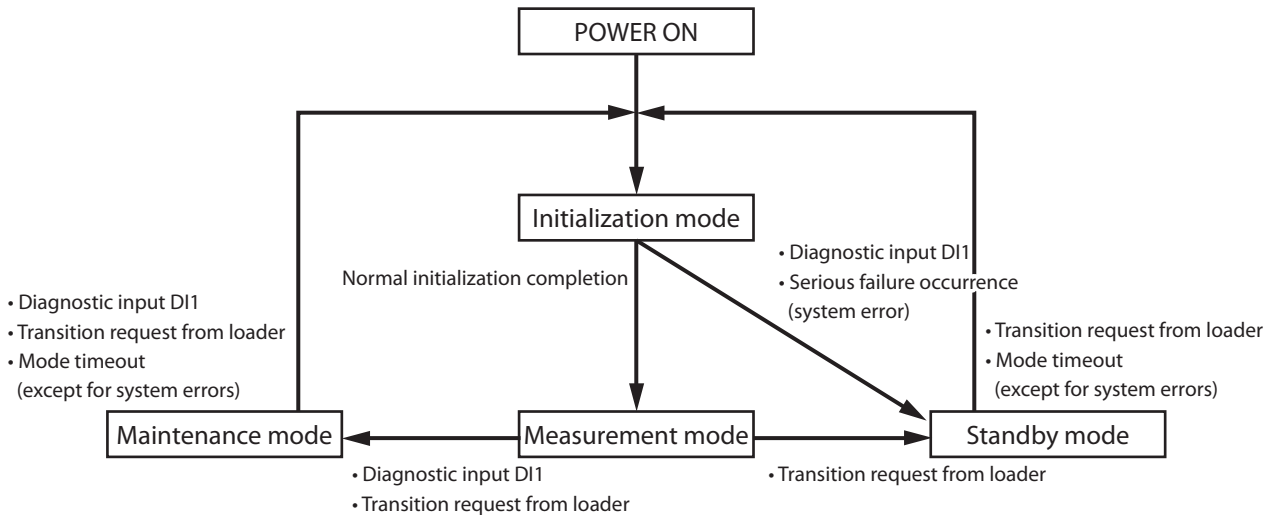 POWER ON
Initialization mode
Normal initialization completion
• Diagnostic input DI1
• Serious failure occurrence
(system error)
• Diagnostic input DI1
• Transition request from loader
• Mode timeout
(except for system errors)
• Transition request from loader
• Mode timeout
(except for system errors)
Maintenance mode
Measurement mode
Standby mode
• Diagnostic input DI1
• Transition request from loader
• Transition request from loader